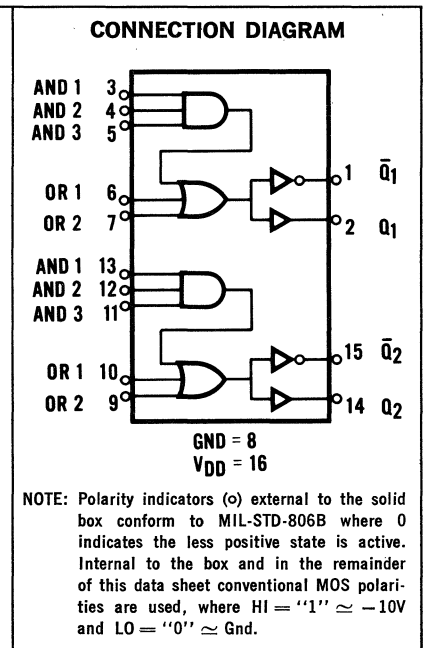 CONNECTION DIAGRAM
AND 1 3
AND 2 4
AND 3 5
OR 1 6
OR 2 7
1 Q̄1
2 Q1
AND 1 13
AND 2 12
AND 3 11
OR 1 10
OR 2 9
15 Q̄2
14 Q2
GND = 8
VDD = 16
NOTE: Polarity indicators (o) external to the solid
box conform to MIL-STD-806B where 0
indicates the less positive state is active.
Internal to the box and in the remainder
of this data sheet conventional MOS polari-
ties are used, where HI = “1” ≃ −10V
and LO = “0” ≃ Gnd.